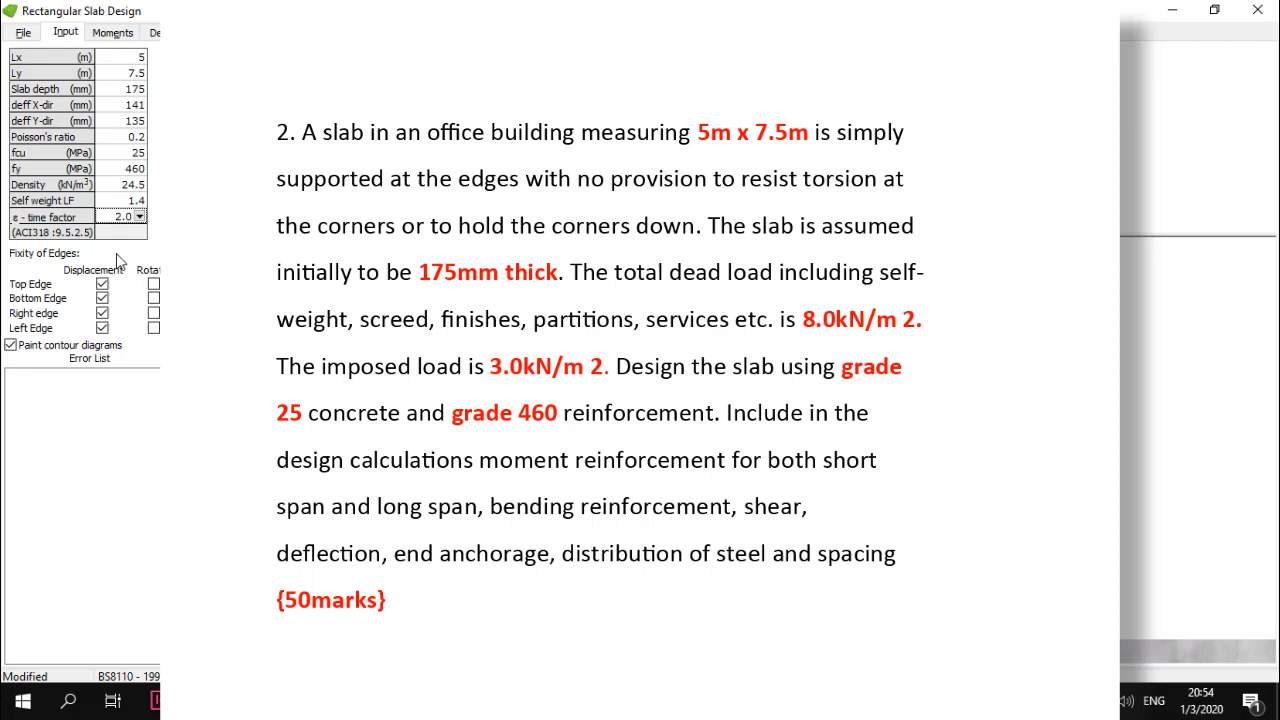 Rectangular Slab Design
File Input Moments De
Lx (m) 5
Ly (m) 7.5
Slab depth (mm) 175
deff X-dir (mm) 141
deff Y-dir (mm) 135
Poisson's ratio 0.2
fcu (MPa) 25
fy (MPa) 460
Density (kN/m³) 24.5
Self weight LF 1.4
ε - time factor 2.0
(ACI318 :9.5.2.5)
Fixity of Edges:
Displacement Rotat
Top Edge
Bottom Edge
Right edge
Left Edge
Paint contour diagrams
Error List
Modified BS8110 - 199
2. A slab in an office building measuring 5m x 7.5m is simply
supported at the edges with no provision to resist torsion at
the corners or to hold the corners down. The slab is assumed
initially to be 175mm thick. The total dead load including self-
weight, screed, finishes, partitions, services etc. is 8.0kN/m 2.
The imposed load is 3.0kN/m 2. Design the slab using grade
25 concrete and grade 460 reinforcement. Include in the
design calculations moment reinforcement for both short
span and long span, bending reinforcement, shear,
deflection, end anchorage, distribution of steel and spacing
{50marks}
ENG
20:54
1/3/2020
1